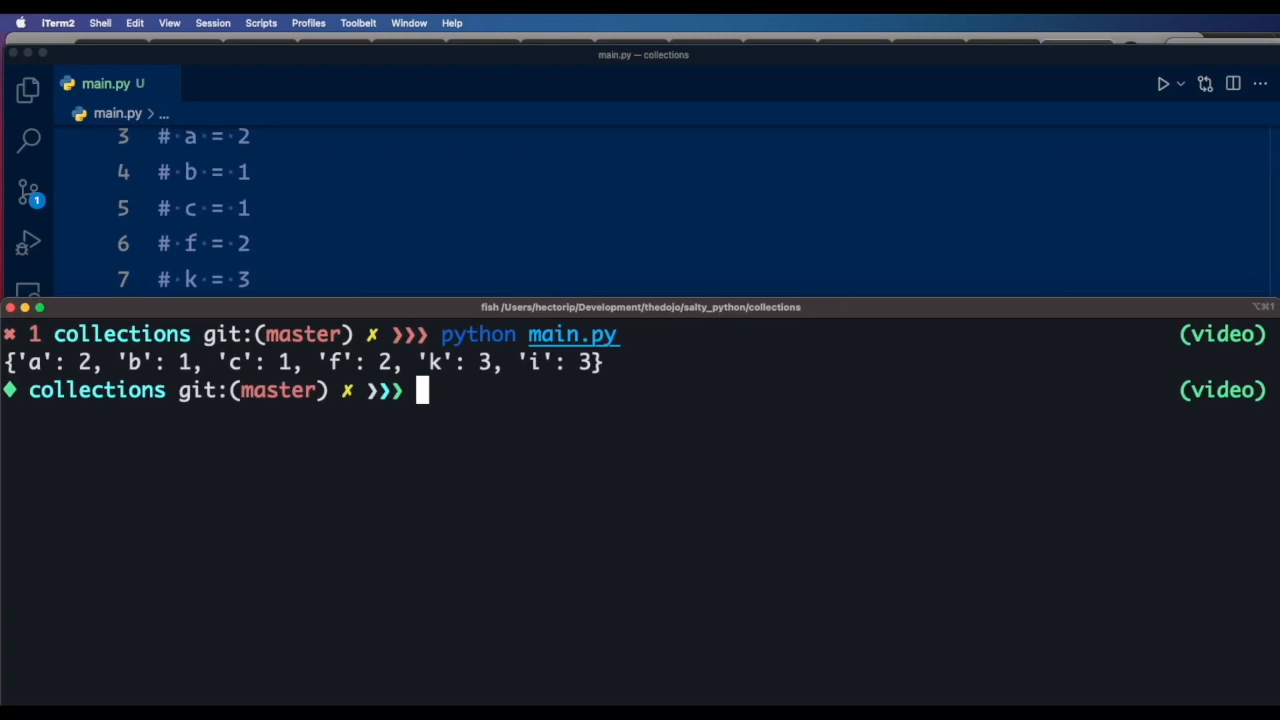 iTerm2 Shell Edit View Session Scripts Profiles Toolbelt Window Help
main.py — collections
main.py U
main.py > ...
3 # a = 2
4 # b = 1
5 # c = 1
1
6 # f = 2
7 # k = 3
fish /Users/hectorip/Development/thedojo/salty_python/collections ⌥⌘1
✖ 1 collections git:(master) ✗ ❯❯❯ python main.py (video)
{'a': 2, 'b': 1, 'c': 1, 'f': 2, 'k': 3, 'i': 3}
♦ collections git:(master) ✗ ❯❯❯ (video)